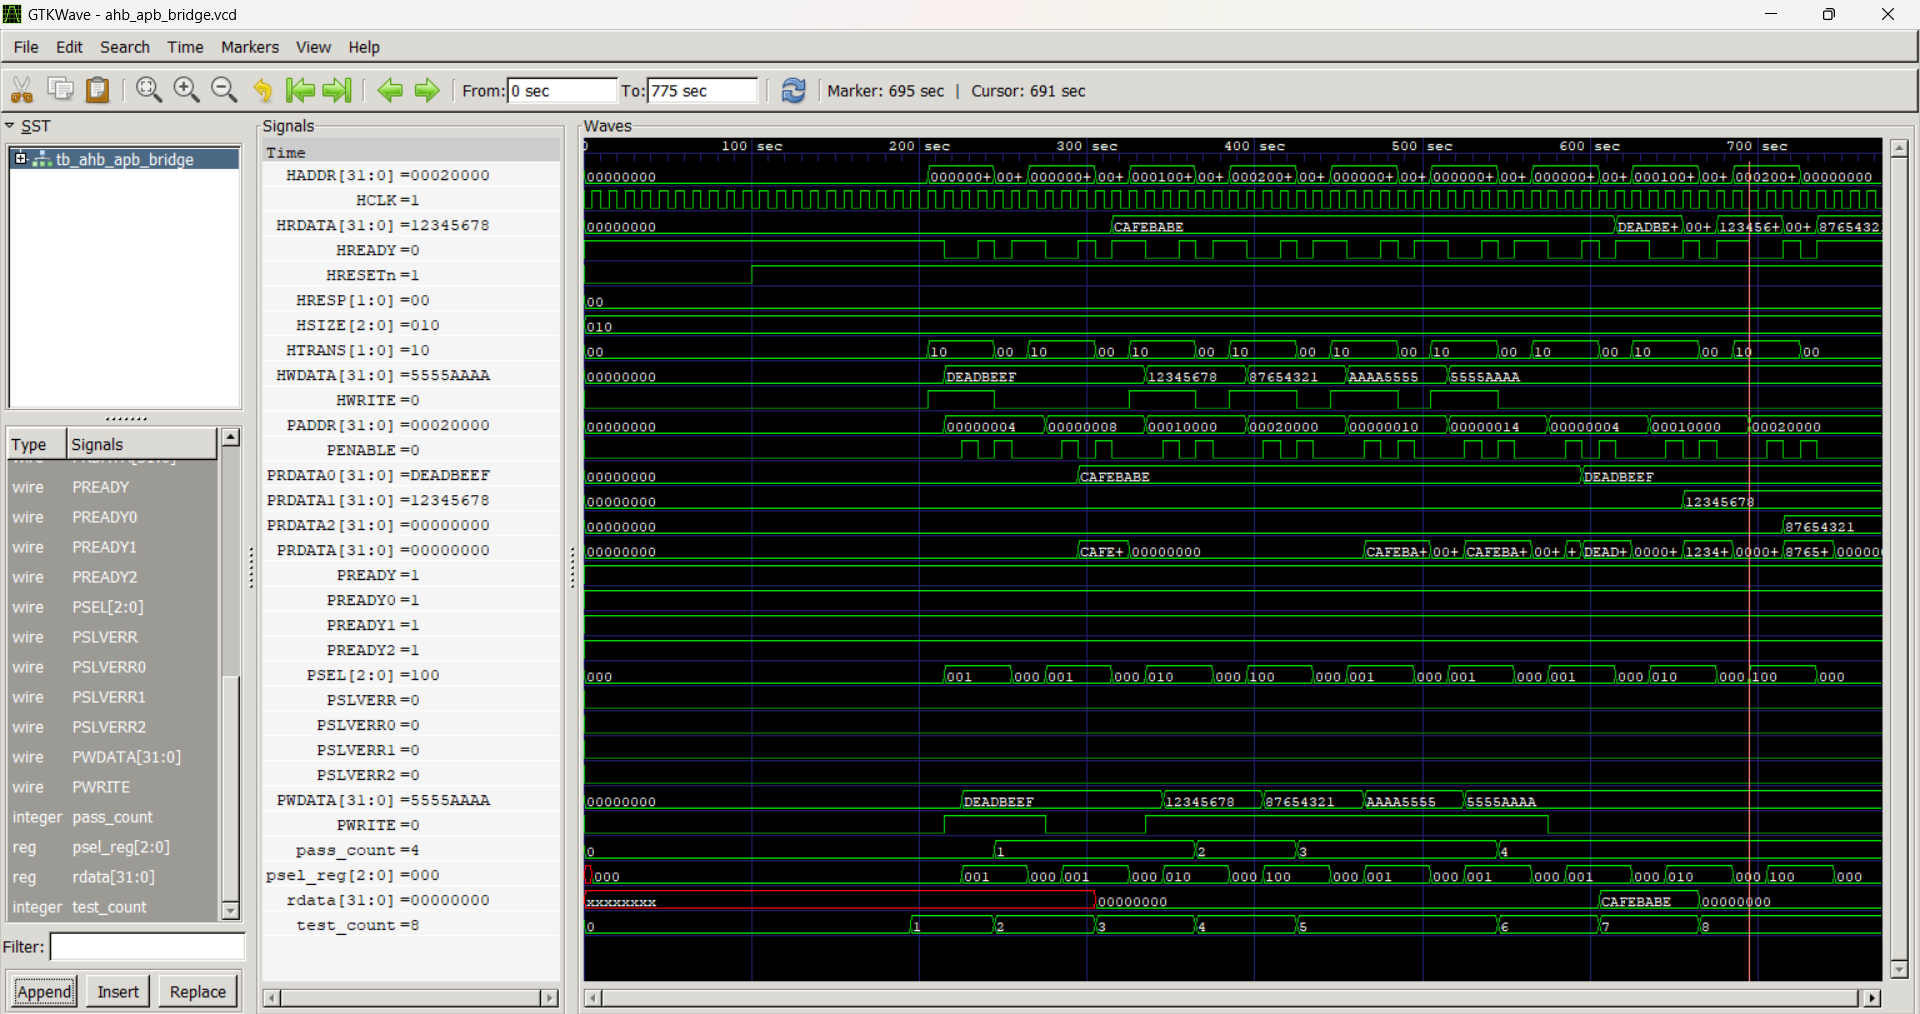 GTKWave - ahb_apb_bridge.vcd
File Edit Search Time Markers View Help
From: 0 sec To: 775 sec Marker: 695 sec | Cursor: 691 sec
SST
tb_ahb_apb_bridge
Type Signals
wire PREADY
wire PREADY0
wire PREADY1
wire PREADY2
wire PSEL[2:0]
wire PSLVERR
wire PSLVERR0
wire PSLVERR1
wire PSLVERR2
wire PWDATA[31:0]
wire PWRITE
integer pass_count
reg psel_reg[2:0]
reg rdata[31:0]
integer test_count
Filter:
Append Insert Replace
Signals
Time
HADDR[31:0] =00020000
HCLK =1
HRDATA[31:0] =12345678
HREADY =0
HRESETn =1
HRESP[1:0] =00
HSIZE[2:0] =010
HTRANS[1:0] =10
HWDATA[31:0] =5555AAAA
HWRITE =0
PADDR[31:0] =00020000
PENABLE =0
PRDATA0[31:0] =DEADBEEF
PRDATA1[31:0] =12345678
PRDATA2[31:0] =00000000
PRDATA[31:0] =00000000
PREADY =1
PREADY0 =1
PREADY1 =1
PREADY2 =1
PSEL[2:0] =100
PSLVERR =0
PSLVERR0 =0
PSLVERR1 =0
PSLVERR2 =0
PWDATA[31:0] =5555AAAA
PWRITE =0
pass_count =4
psel_reg[2:0] =000
rdata[31:0] =00000000
test_count =8
Waves
100 sec 200 sec 300 sec 400 sec 500 sec 600 sec 700 sec
00000000 000000+ 00+ 000000+ 00+ 000100+ 00+ 000200+ 00+ 000000+ 00+ 000000+ 00+ 000000+ 00+ 000100+ 00+ 000200+ 00000000
00000000 CAFEBABE DEADBE+ 00+ 123456+ 00+ 87654321
00
010
00 10 00 10 00 10 00 10 00 10 00 10 00 10 00 10 00 10 00
00000000 DEADBEEF 12345678 87654321 AAAA5555 5555AAAA
00000000 00000004 00000008 00010000 00020000 00000010 00000014 00000004 00010000 00020000
00000000 CAFEBABE DEADBEEF
00000000 12345678
00000000 87654321
00000000 CAFE+ 00000000 CAFEBA+ 00+ CAFEBA+ 00+ + DEAD+ 0000+ 1234+ 0000+ 8765+ 00000
000 001 000 001 000 010 000 100 000 001 000 001 000 001 000 010 000 100 000
00000000 DEADBEEF 12345678 87654321 AAAA5555 5555AAAA
0 1 2 3 4
000 001 000 001 000 010 000 100 000 001 000 001 000 001 000 010 000 100 000
xxxxxxxx 00000000 CAFEBABE 00000000
0 1 2 3 4 5 6 7 8